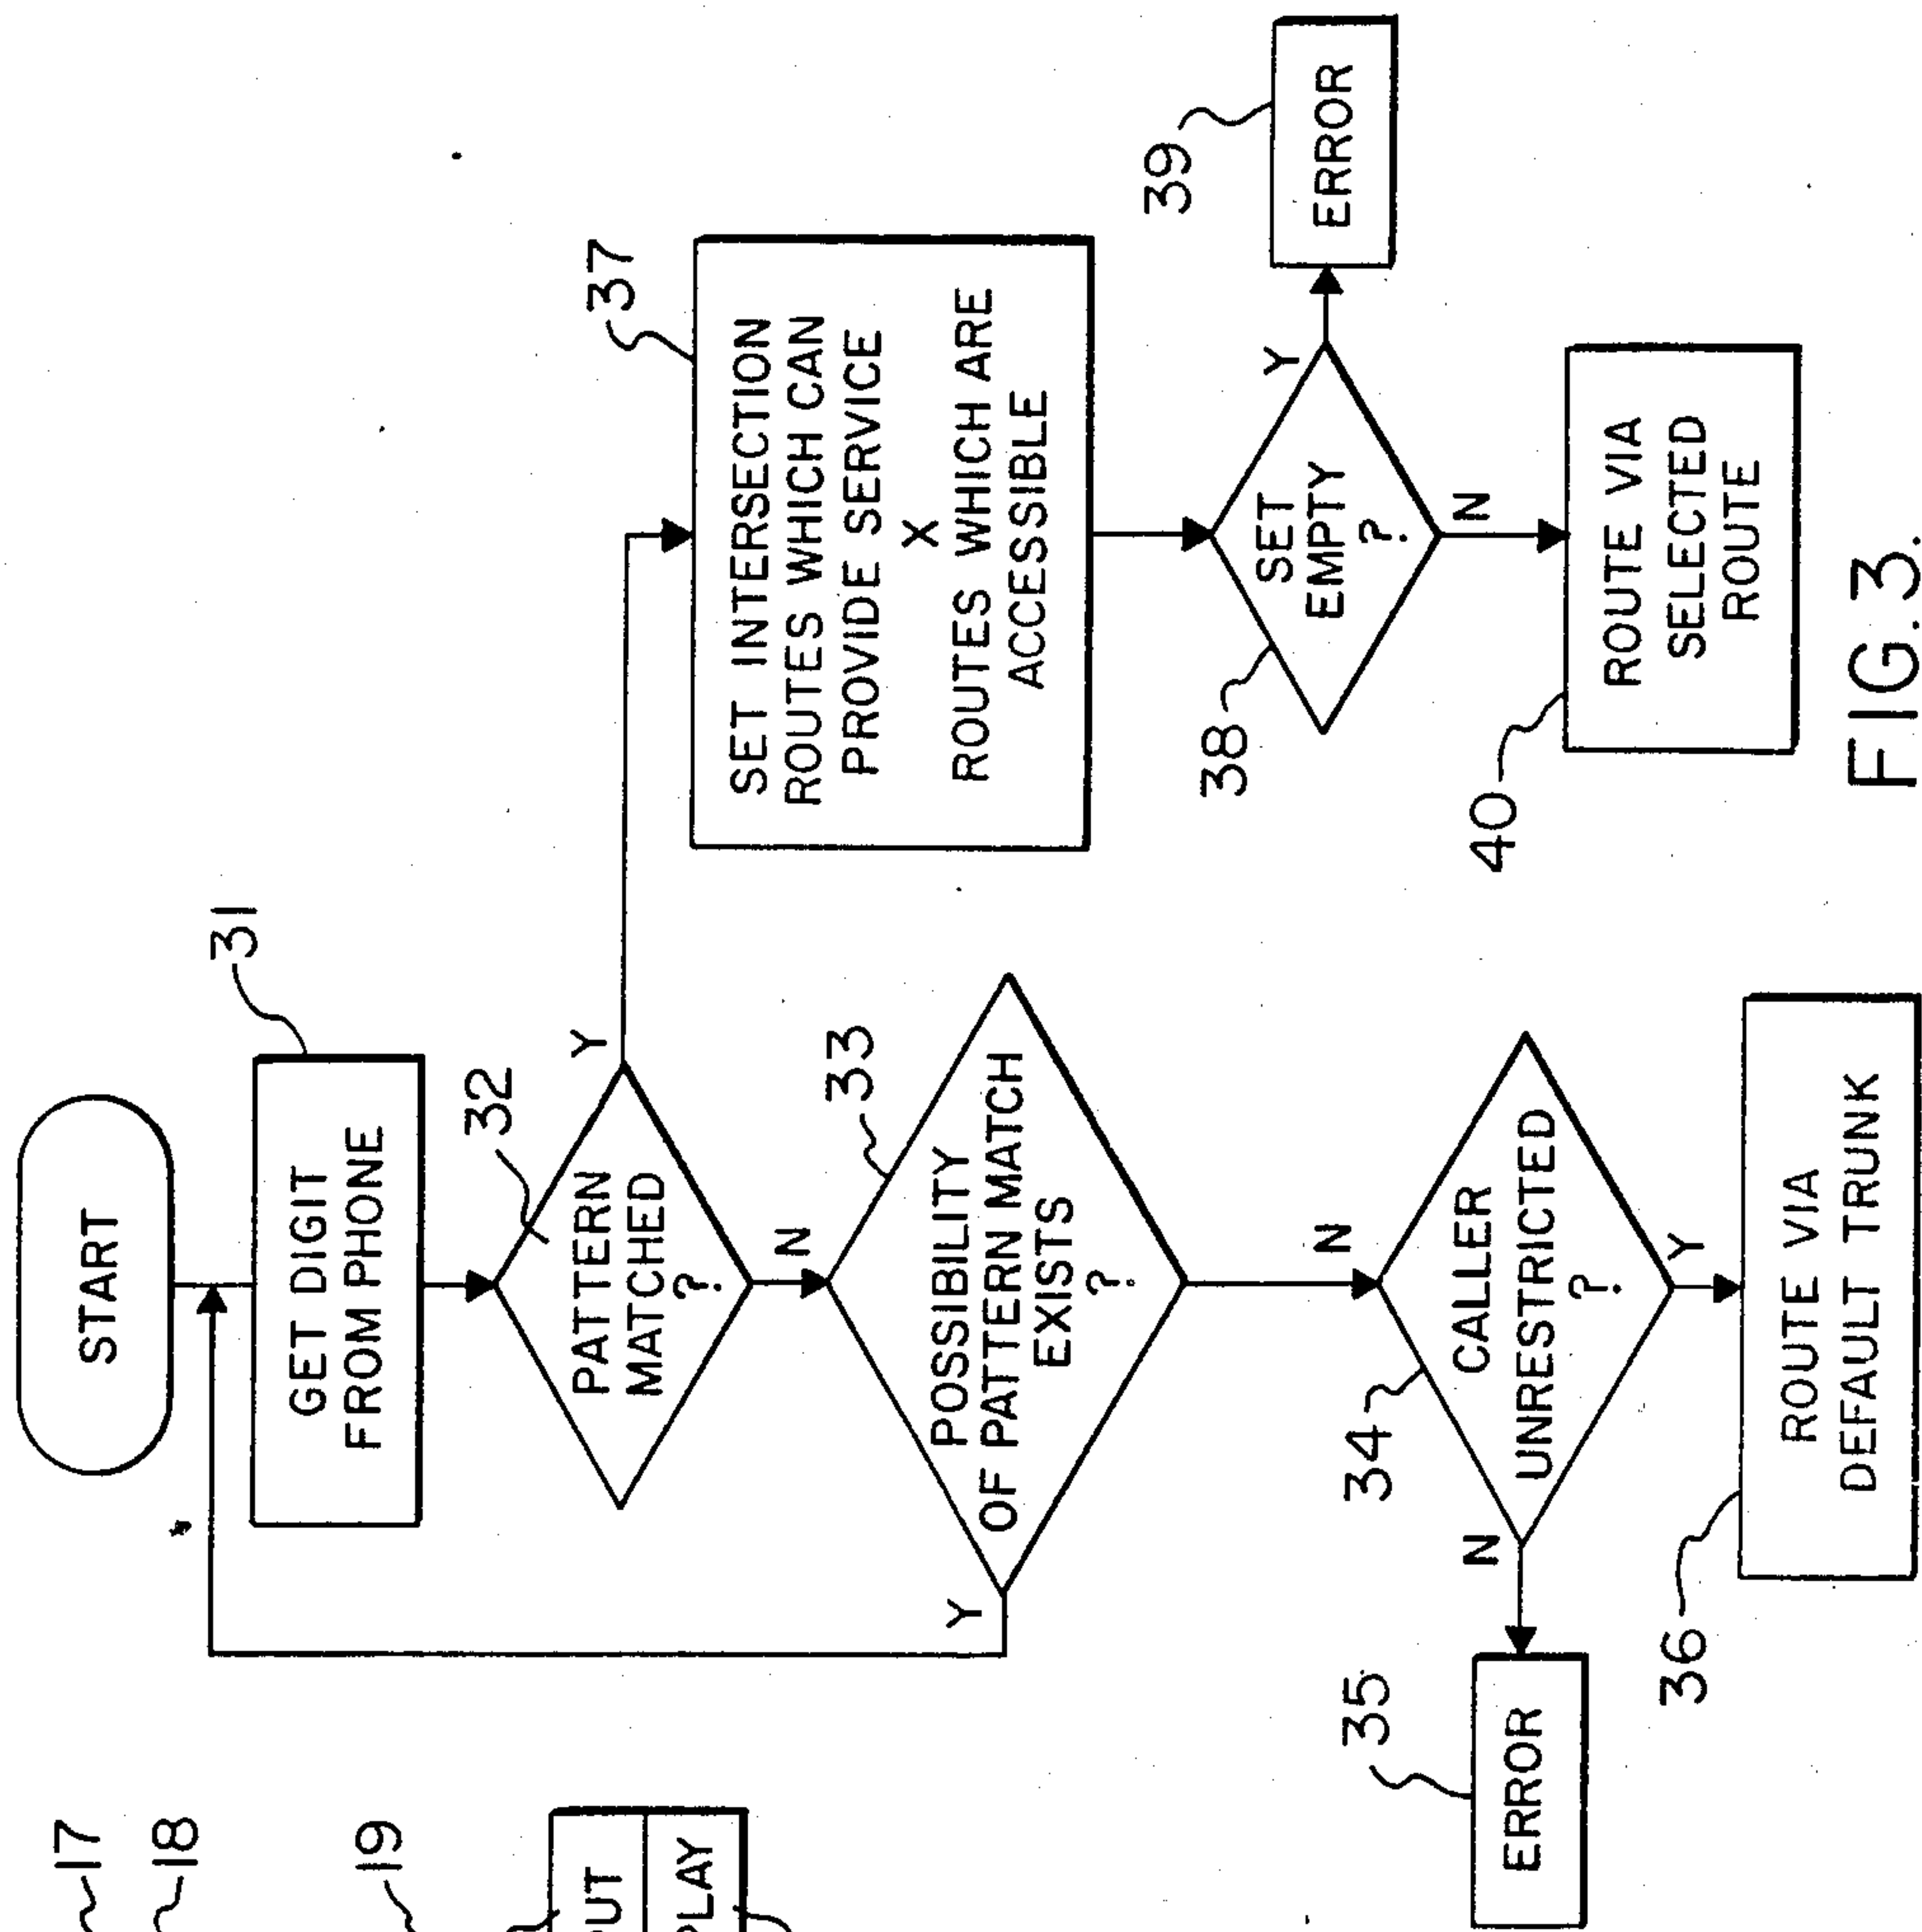 START
31
GET DIGIT
FROM PHONE
32
PATTERN
MATCHED
?
Y
N
33
POSSIBILITY
OF PATTERN MATCH
EXISTS
?
Y
N
34
CALLER
UNRESTRICTED
?
N
Y
35
ERROR
36
ROUTE VIA
DEFAULT TRUNK
37
SET INTERSECTION
ROUTES WHICH CAN
PROVIDE SERVICE
X
ROUTES WHICH ARE
ACCESSIBLE
38
SET
EMPTY
?
Y
N
39
ERROR
40
ROUTE VIA
SELECTED
ROUTE
FIG.3.
17
18
19
UT
PLAY